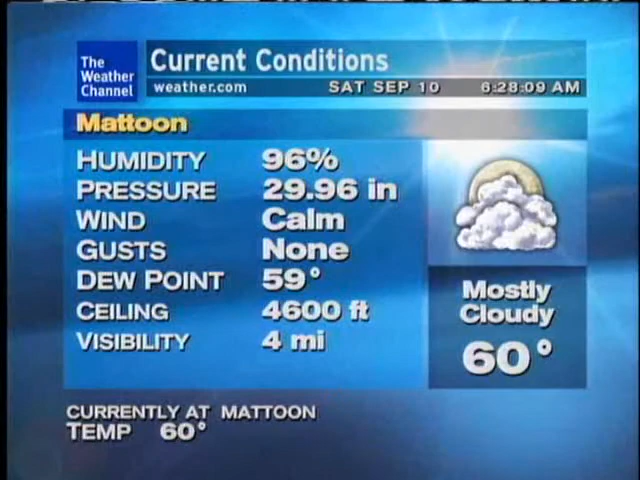 The Weather Channel
Current Conditions
weather.com SAT SEP 10 6:28:09 AM
Mattoon
HUMIDITY 96%
PRESSURE 29.96 in
WIND Calm
GUSTS None
DEW POINT 59°
CEILING 4600 ft
VISIBILITY 4 mi
Mostly
Cloudy
60°
CURRENTLY AT MATTOON
TEMP 60°